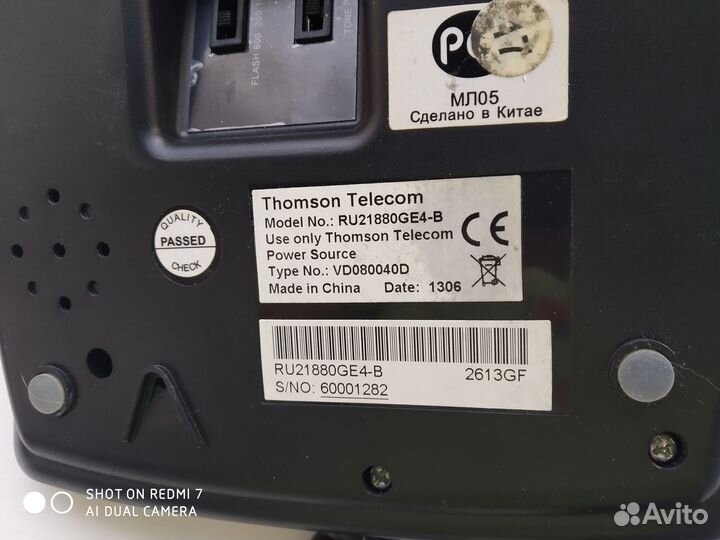 FLASH 600 300
TONE
МЛ05
Сделано в Китае
QUALITY
PASSED
CHECK
Thomson Telecom
Model No.: RU21880GE4-B
Use only Thomson Telecom
Power Source
Type No.: VD080040D
Made in China Date: 1306
CE
RU21880GE4-B 2613GF
S/NO: 60001282
SHOT ON REDMI 7
AI DUAL CAMERA
Avito